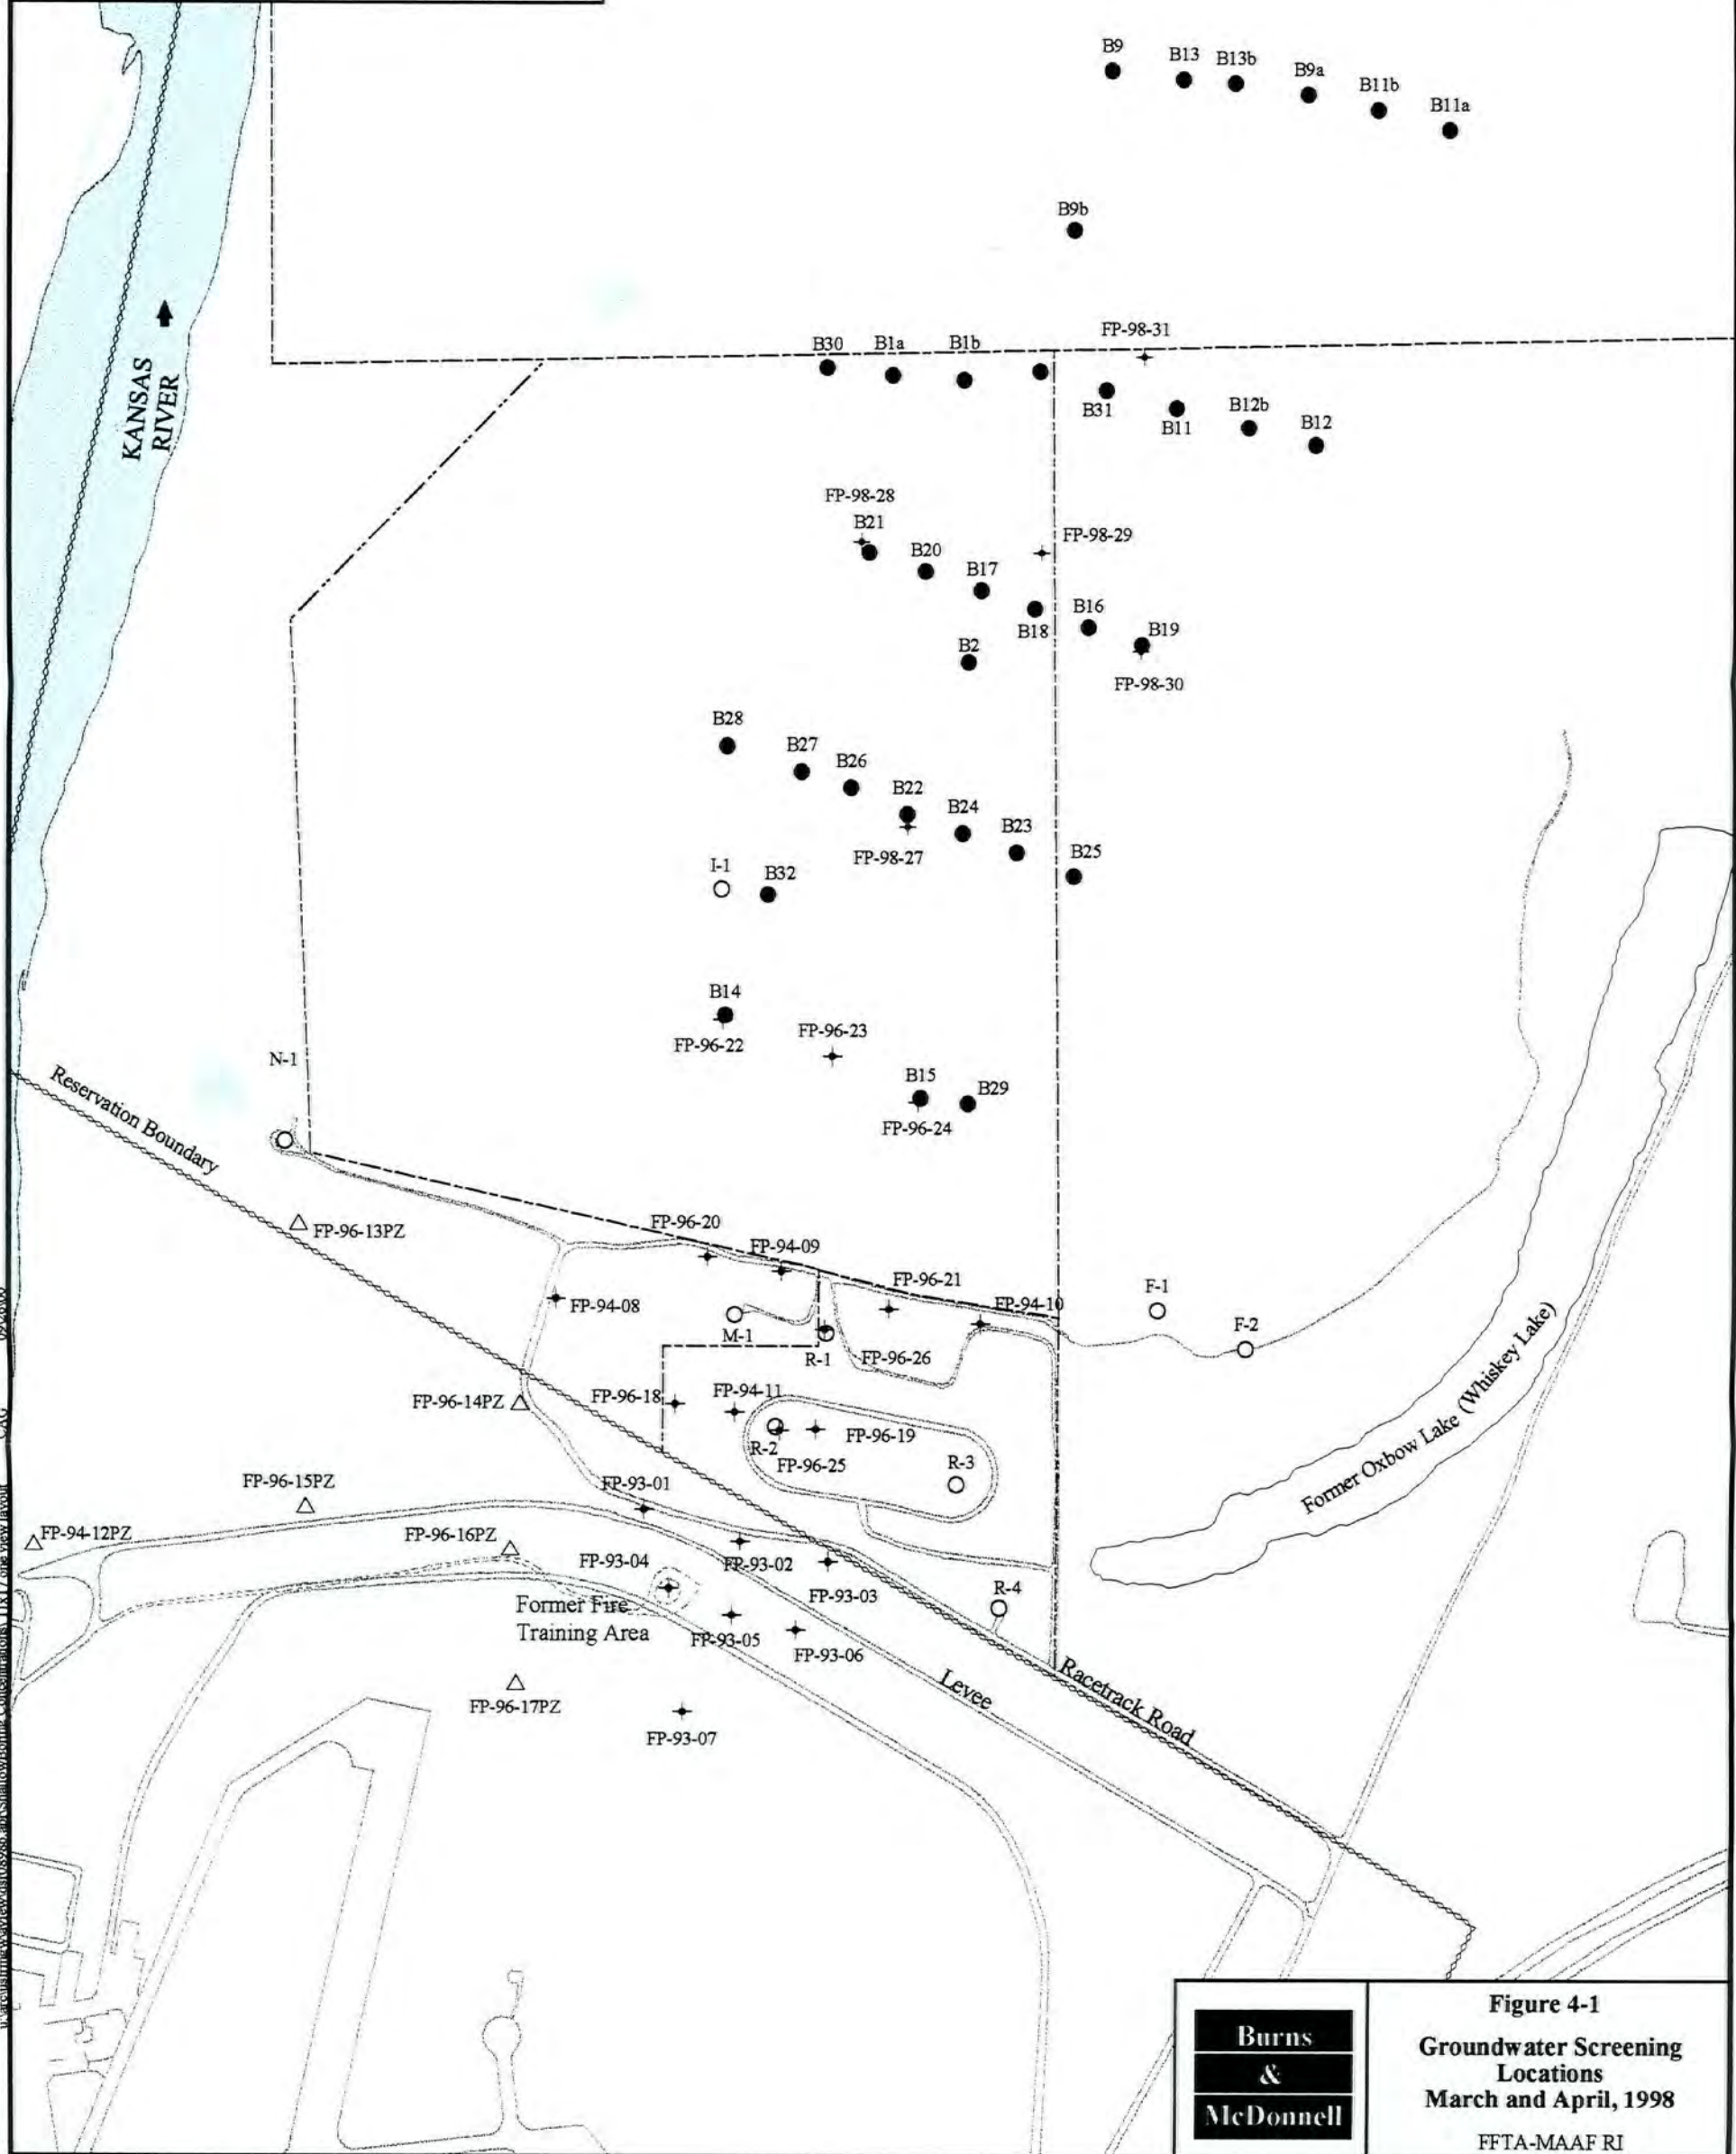 B9
B13
B13b
B9a
B11b
B11a
B9b
KANSAS
RIVER
FP-98-31
B30
B1a
B1b
B31
B11
B12b
B12
FP-98-28
B21
FP-98-29
B20
B17
B16
B18
B19
B2
FP-98-30
B28
B27
B26
B22
B24
B23
FP-98-27
B25
I-1
B32
B14
FP-96-23
FP-96-22
N-1
B15
B29
FP-96-24
Reservation Boundary
FP-96-13PZ
FP-96-20
FP-94-09
FP-96-21
FP-94-08
FP-94-10
F-1
F-2
M-1
R-1
FP-96-26
FP-96-18
FP-94-11
FP-96-14PZ
R-2
FP-96-19
FP-96-25
R-3
Former Oxbow Lake (Whiskey Lake)
FP-93-01
FP-96-15PZ
FP-94-12PZ
FP-96-16PZ
FP-93-04
FP-93-02
FP-93-03
R-4
Former Fire
Training Area
FP-93-05
FP-93-06
FP-96-17PZ
FP-93-07
Levee
Racetrack Road
CAG
Burns
&
McDonnell
Figure 4-1
Groundwater Screening
Locations
March and April, 1998
FFTA-MAAF RI